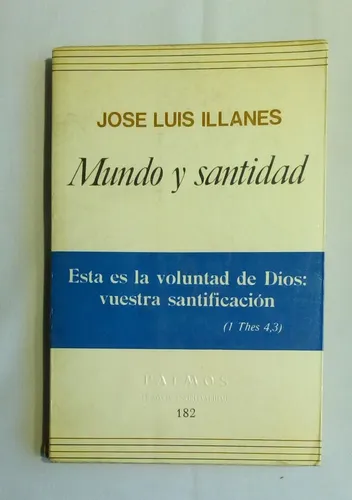 JOSE LUIS ILLANES
Mundo y santidad
Esta es la voluntad de Dios:
vuestra santificación
(1 Thes 4,3)
PATMOS
182